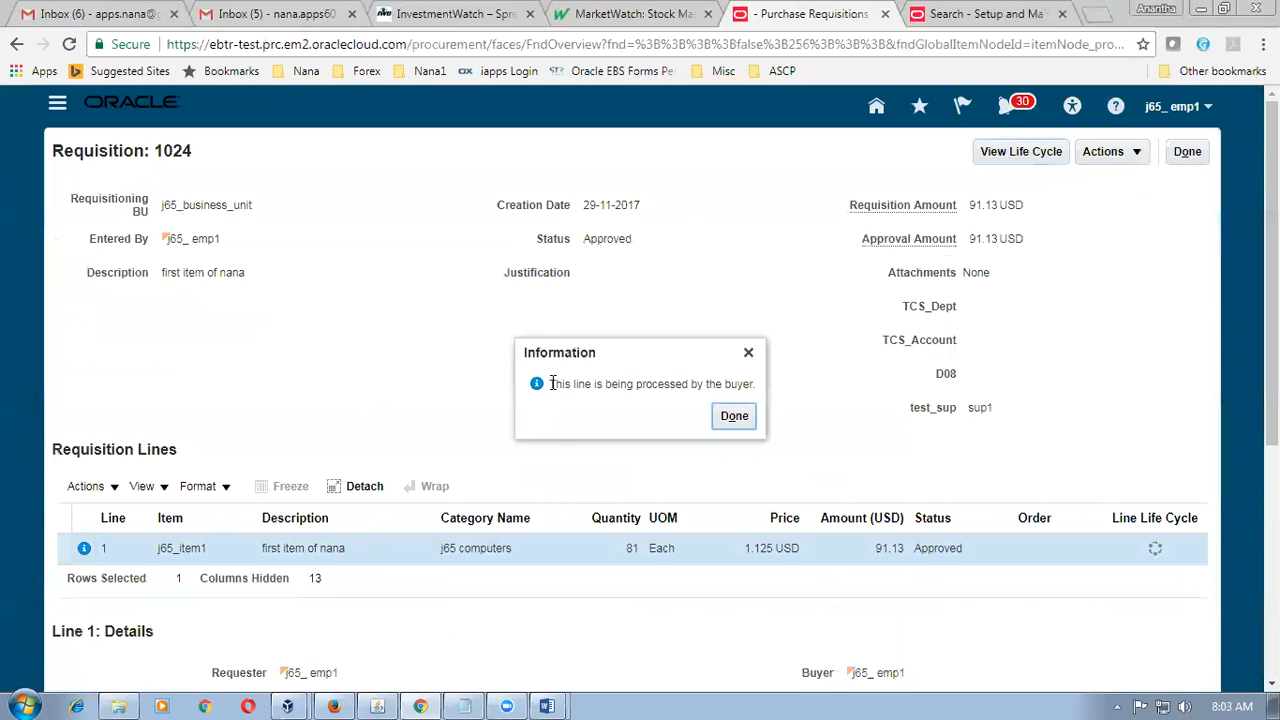 Inbox (6) - apps.nana@
Inbox (5) - nana.apps60
InvestmentWatch – Spre
MarketWatch: Stock Ma
- Purchase Requisitions
Search - Setup and Ma
Anantha
Secure
https://ebtr-test.prc.em2.oraclecloud.com/procurement/faces/FndOverview?fnd=%3B%3B%3B%3Bfalse%3B256%3B%3B%3B&fndGlobalItemNodeId=itemNode_pro...
Apps
Suggested Sites
Bookmarks
Nana
Forex
Nana1
iapps Login
Oracle EBS Forms Per
Misc
ASCP
Other bookmarks
ORACLE
30
j65_ emp1
Requisition: 1024
View Life Cycle
Actions
Done
Requisitioning BU
j65_business_unit
Creation Date
29-11-2017
Requisition Amount
91.13 USD
Entered By
j65_ emp1
Status
Approved
Approval Amount
91.13 USD
Description
first item of nana
Justification
Attachments
None
TCS_Dept
TCS_Account
D08
test_sup
sup1
Information
This line is being processed by the buyer.
Done
Requisition Lines
Actions
View
Format
Freeze
Detach
Wrap
Line
Item
Description
Category Name
Quantity
UOM
Price
Amount (USD)
Status
Order
Line Life Cycle
1
j65_item1
first item of nana
j65 computers
81
Each
1.125 USD
91.13
Approved
Rows Selected 1
Columns Hidden 13
Line 1: Details
Requester
j65_ emp1
Buyer
j65_ emp1
8:03 AM